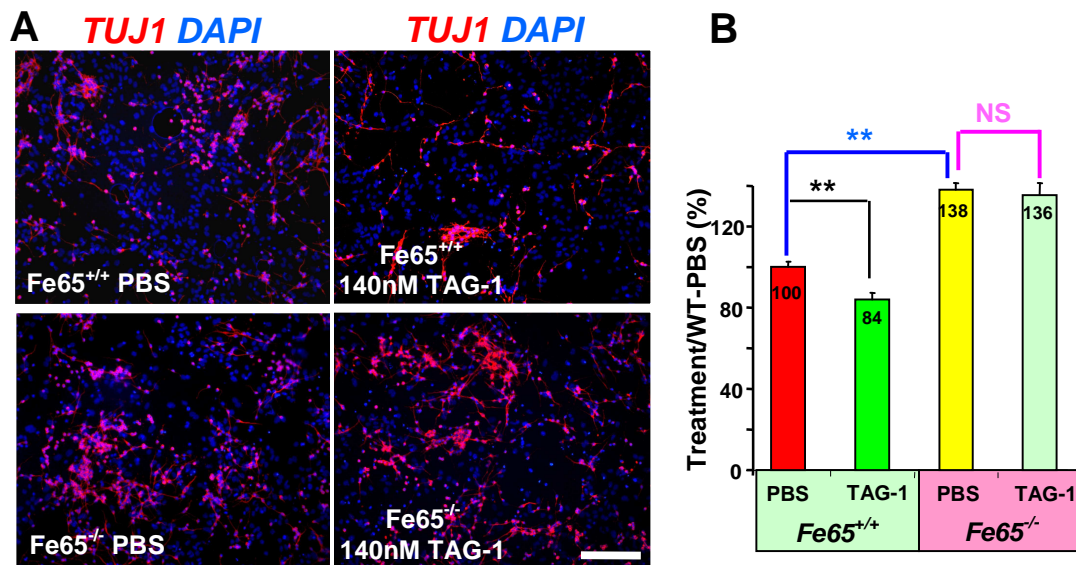 A
TUJ1 DAPI
TUJ1 DAPI
Fe65+/+ PBS
Fe65+/+
140nM TAG-1
Fe65-/- PBS
Fe65-/-
140nM TAG-1
B
Treatment/WT-PBS (%)
120
80
40
0
**
**
NS
100
84
138
136
PBS
TAG-1
PBS
TAG-1
Fe65+/+
Fe65-/-